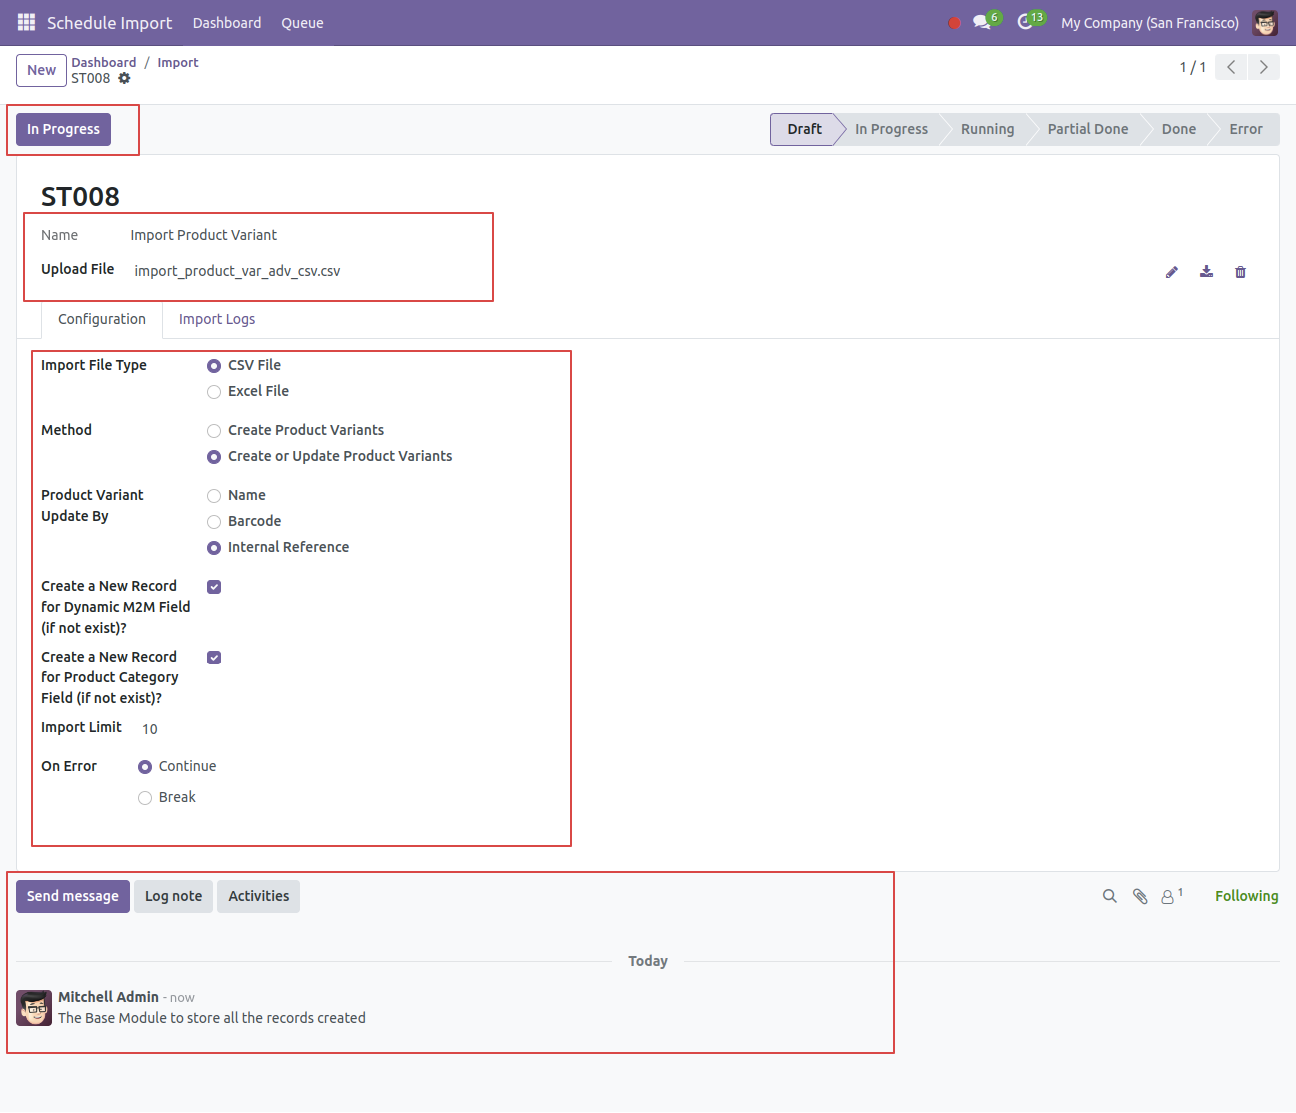 Schedule Import Dashboard Queue 6 13 My Company (San Francisco)
New Dashboard / Import 1 / 1
ST008
In Progress Draft In Progress Running Partial Done Done Error
ST008
Name Import Product Variant
Upload File import_product_var_adv_csv.csv
Configuration Import Logs
Import File Type CSV File
Excel File
Method Create Product Variants
Create or Update Product Variants
Product Variant Name
Update By Barcode
Internal Reference
Create a New Record
for Dynamic M2M Field
(if not exist)?
Create a New Record
for Product Category
Field (if not exist)?
Import Limit 10
On Error Continue
Break
Send message Log note Activities 1 Following
Today
Mitchell Admin - now
The Base Module to store all the records created